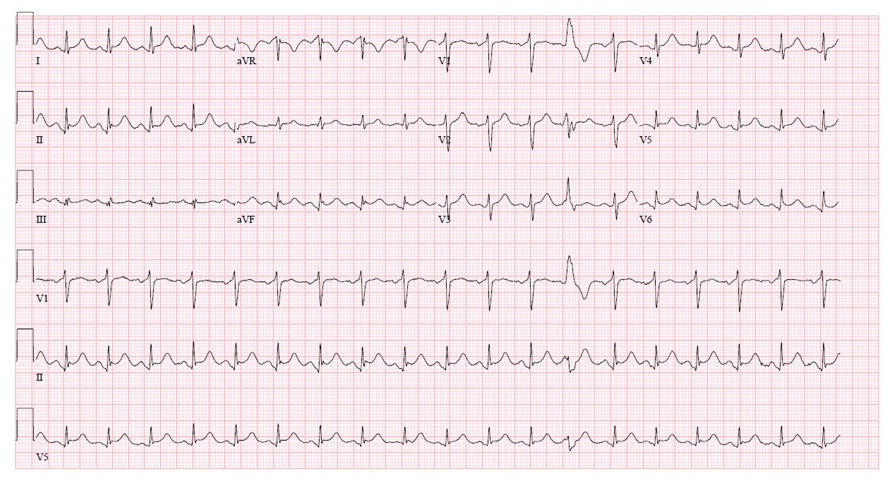 I aVR V1 V4
II aVL V2 V5
III aVF V3 V6
V1
II
V5